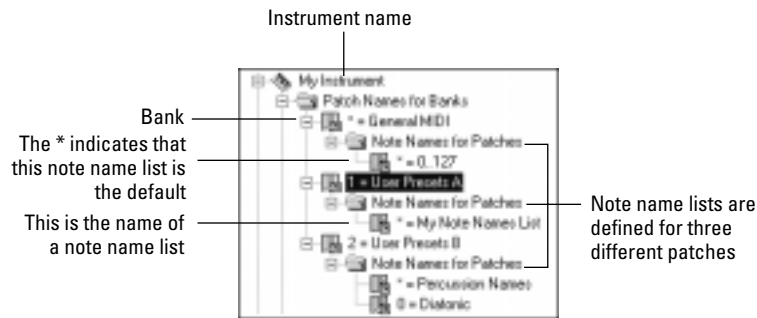 Instrument name
My Instrument
Patch Names for Banks
Bank
* = General MIDI
The * indicates that
this note name list is
the default
Note Names for Patches
* = 0..127
1 = User Presets A
Note Names for Patches
This is the name of
a note name list
* = My Note Names List
Note name lists are
defined for three
different patches
2 = User Presets B
Note Names for Patches
* = Percussion Names
0 = Diatonic